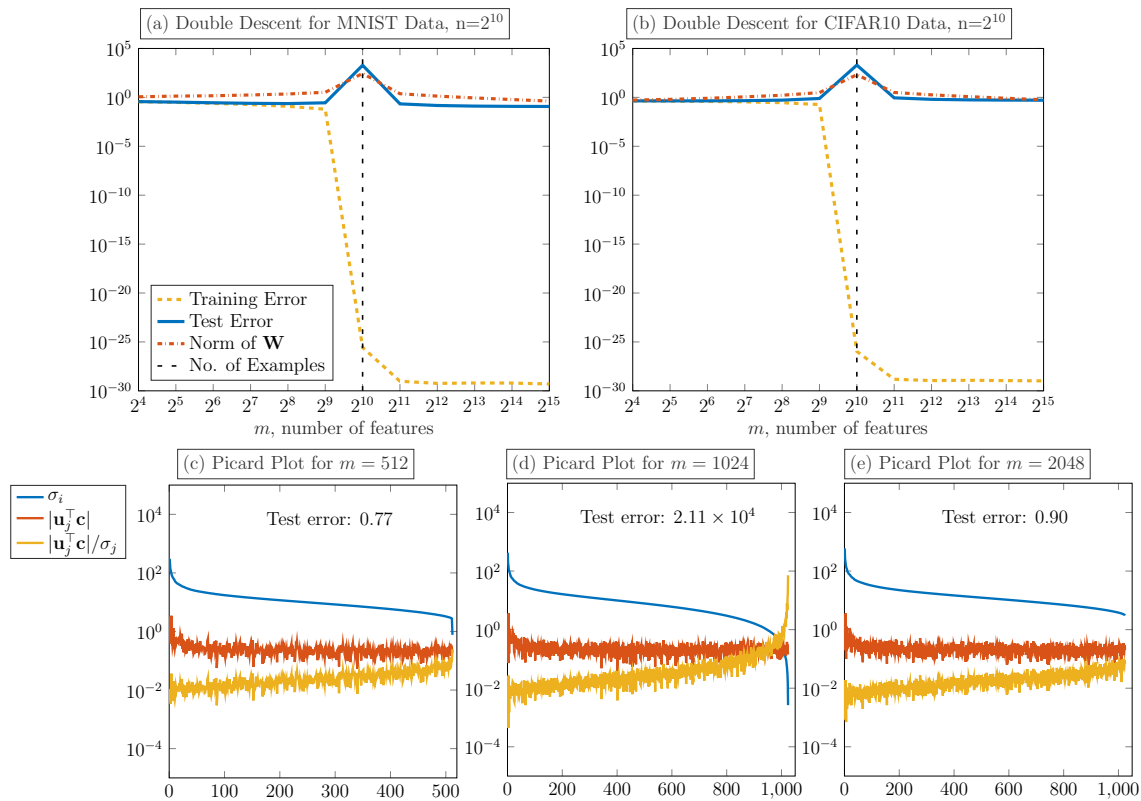 (a) Double Descent for MNIST Data, n=2^10
(b) Double Descent for CIFAR10 Data, n=2^10
10^5
10^0
10^−5
10^−10
10^−15
10^−20
10^−25
10^−30
Training Error
Test Error
Norm of W
No. of Examples
2^4 2^5 2^6 2^7 2^8 2^9 2^10 2^11 2^12 2^13 2^14 2^15
m, number of features
10^5
10^0
10^−5
10^−10
10^−15
10^−20
10^−25
10^−30
2^4 2^5 2^6 2^7 2^8 2^9 2^10 2^11 2^12 2^13 2^14 2^15
m, number of features
(c) Picard Plot for m = 512
(d) Picard Plot for m = 1024
(e) Picard Plot for m = 2048
σ_i
|u_j^⊤ c|
|u_j^⊤ c|/σ_j
Test error: 0.77
10^4
10^2
10^0
10^−2
10^−4
0 100 200 300 400 500
Test error: 2.11 × 10^4
10^4
10^2
10^0
10^−2
10^−4
0 200 400 600 800 1,000
Test error: 0.90
10^4
10^2
10^0
10^−2
10^−4
0 200 400 600 800 1,000